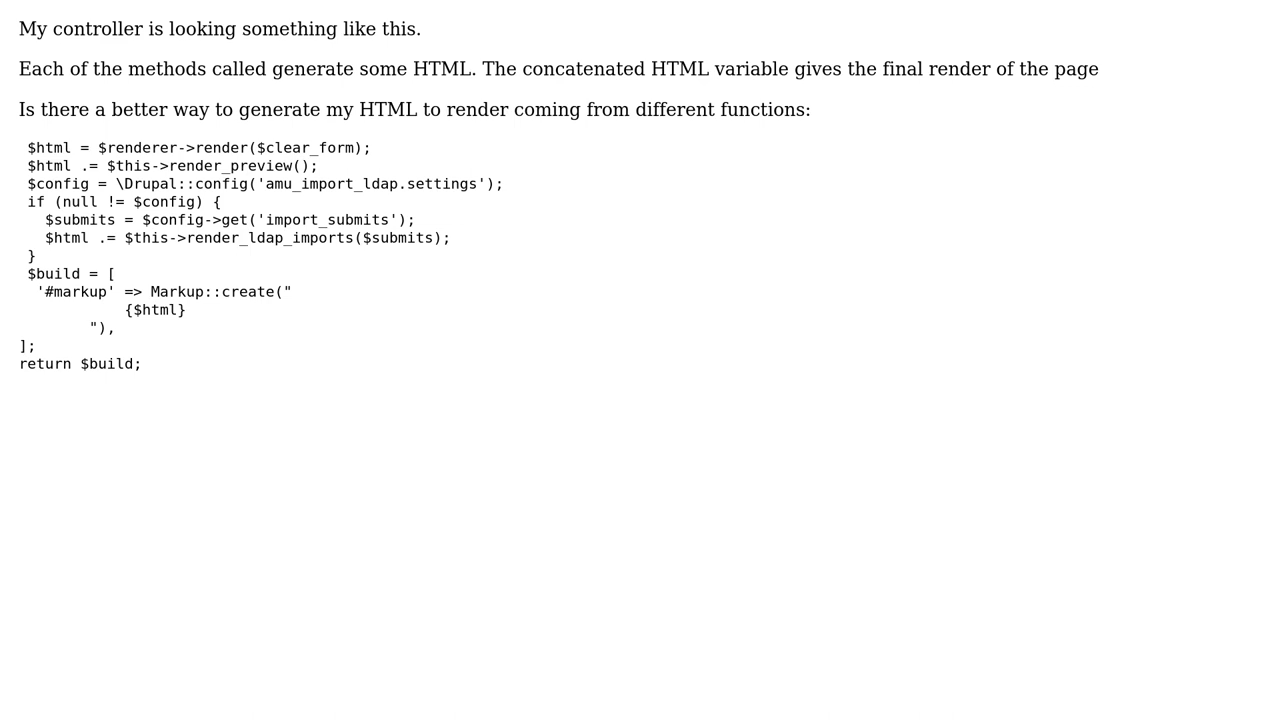 My controller is looking something like this.
Each of the methods called generate some HTML. The concatenated HTML variable gives the final render of the page
Is there a better way to generate my HTML to render coming from different functions:
 $html = $renderer->render($clear_form);
 $html .= $this->render_preview();
 $config = \Drupal::config('amu_import_ldap.settings');
 if (null != $config) {
   $submits = $config->get('import_submits');
   $html .= $this->render_ldap_imports($submits);
 }
 $build = [
  '#markup' => Markup::create("
            {$html}
        "),
];
return $build;